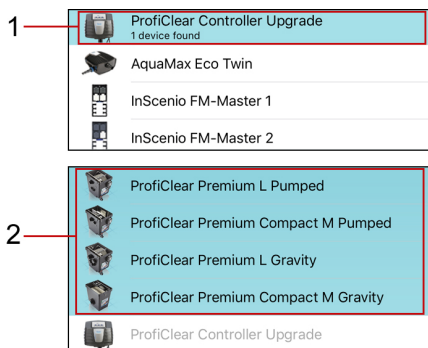 1
ProfiClear Controller Upgrade
1 device found
AquaMax Eco Twin
InScenio FM-Master 1
InScenio FM-Master 2
2
ProfiClear Premium L Pumped
ProfiClear Premium Compact M Pumped
ProfiClear Premium L Gravity
ProfiClear Premium Compact M Gravity
ProfiClear Controller Upgrade